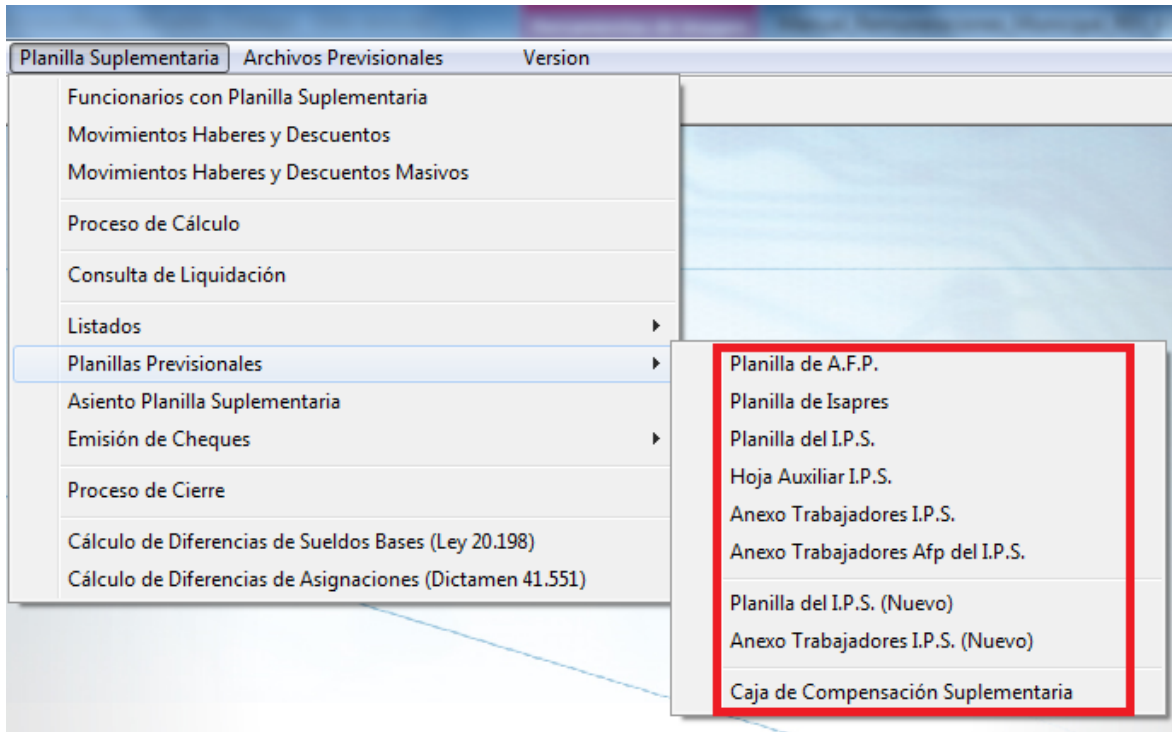 Planilla Suplementaria Archivos Previsionales Version
Funcionarios con Planilla Suplementaria
Movimientos Haberes y Descuentos
Movimientos Haberes y Descuentos Masivos
Proceso de Cálculo
Consulta de Liquidación
Listados
Planillas Previsionales
Asiento Planilla Suplementaria
Emisión de Cheques
Proceso de Cierre
Cálculo de Diferencias de Sueldos Bases (Ley 20.198)
Cálculo de Diferencias de Asignaciones (Dictamen 41.551)
Planilla de A.F.P.
Planilla de Isapres
Planilla del I.P.S.
Hoja Auxiliar I.P.S.
Anexo Trabajadores I.P.S.
Anexo Trabajadores Afp del I.P.S.
Planilla del I.P.S. (Nuevo)
Anexo Trabajadores I.P.S. (Nuevo)
Caja de Compensación Suplementaria